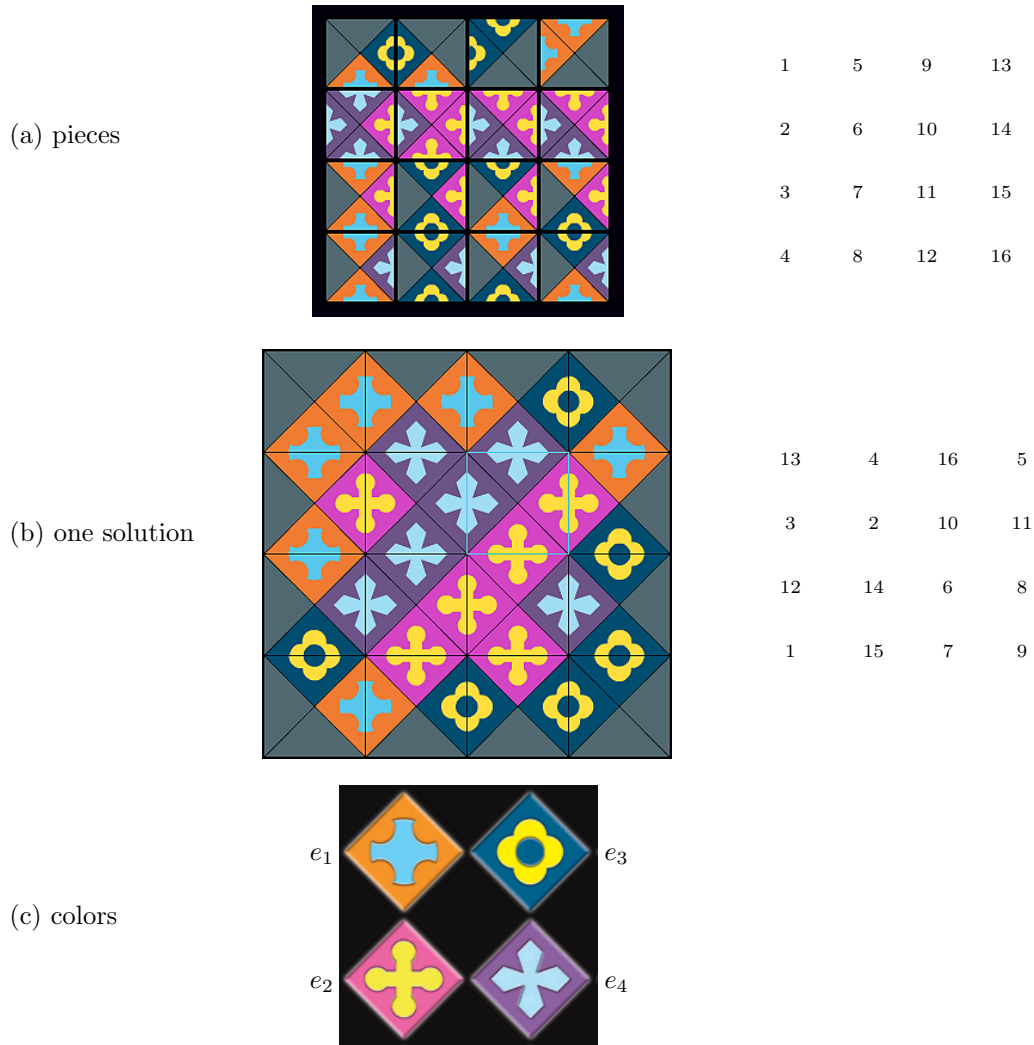 1 5 9 13
(a) pieces
2 6 10 14
3 7 11 15
4 8 12 16
13 4 16 5
3 2 10 11
(b) one solution
12 14 6 8
1 15 7 9
e₁ e₃
(c) colors
e₂ e₄